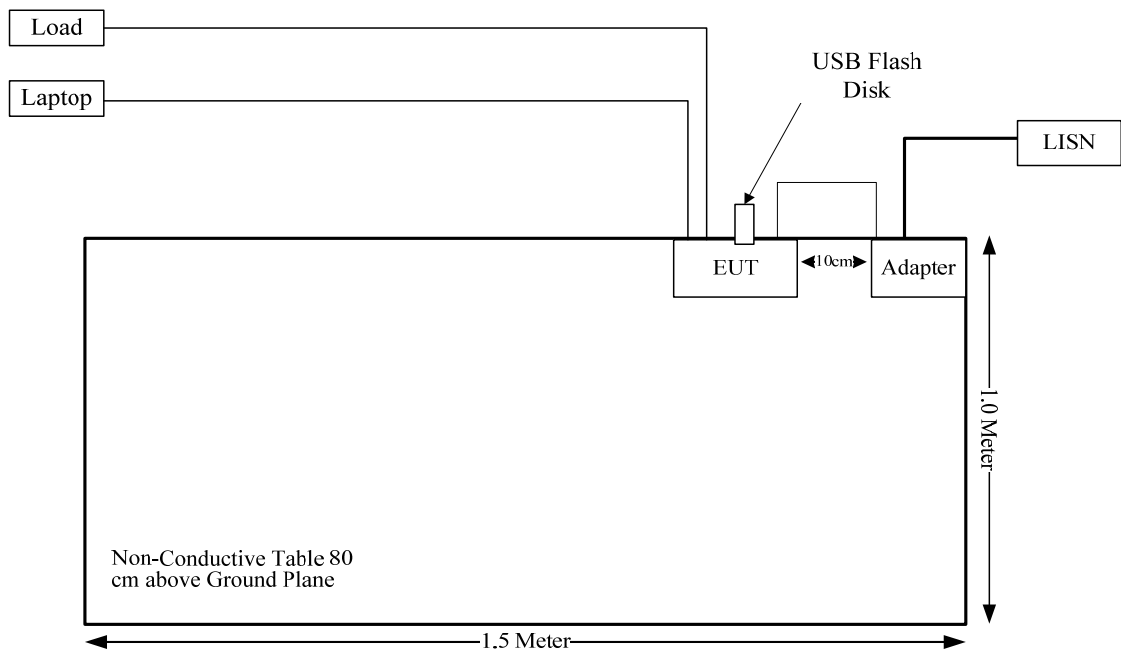 Load
Laptop
USB Flash
Disk
LISN
EUT
10cm
Adapter
1.0 Meter
Non-Conductive Table 80
cm above Ground Plane
1.5 Meter